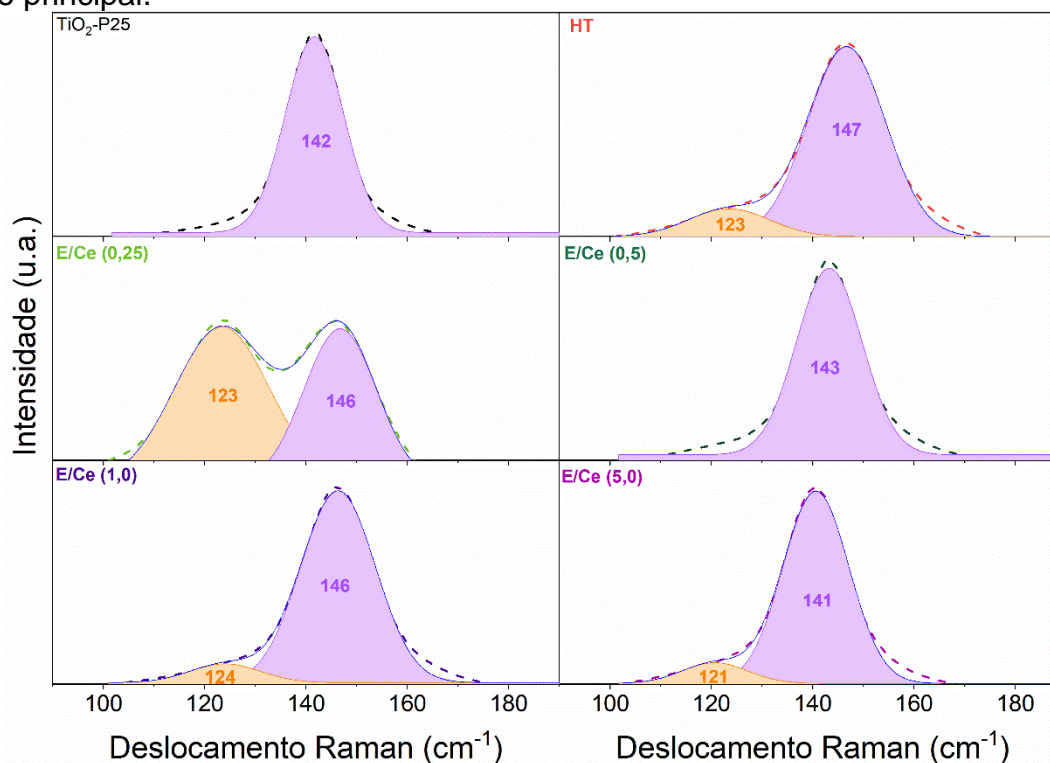 principal.
TiO₂-P25
142
HT
147
123
E/Ce (0,25)
123
146
E/Ce (0,5)
143
E/Ce (1,0)
146
124
E/Ce (5,0)
141
121
Intensidade (u.a.)
100 120 140 160 180
100 120 140 160 180
Deslocamento Raman (cm⁻¹)
Deslocamento Raman (cm⁻¹)